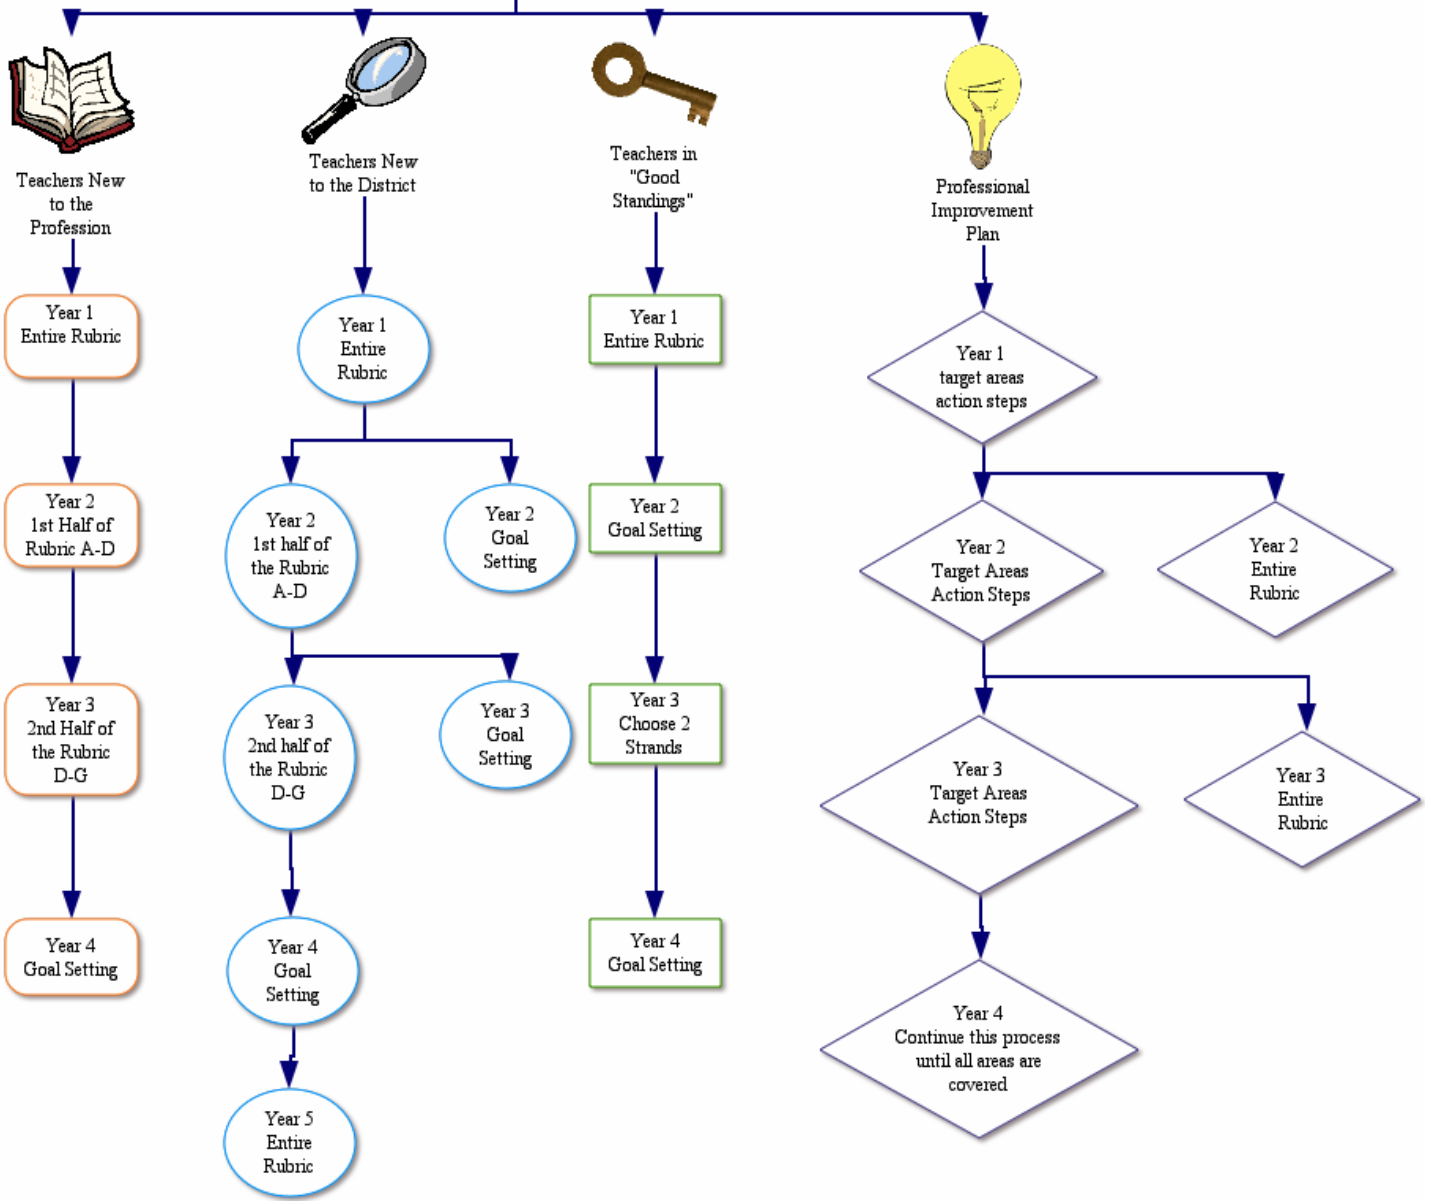 Teachers New
to the
Profession
Year 1
Entire Rubric
Year 2
1st Half of
Rubric A-D
Year 3
2nd Half of
the Rubric
D-G
Year 4
Goal Setting
Teachers New
to the District
Year 1
Entire
Rubric
Year 2
1st half of
the Rubric
A-D
Year 2
Goal
Setting
Year 3
2nd half of
the Rubric
D-G
Year 3
Goal
Setting
Year 4
Goal
Setting
Year 5
Entire
Rubric
Teachers in
"Good
Standings"
Year 1
Entire Rubric
Year 2
Goal Setting
Year 3
Choose 2
Strands
Year 4
Goal Setting
Professional
Improvement
Plan
Year 1
target areas
action steps
Year 2
Target Areas
Action Steps
Year 2
Entire
Rubric
Year 3
Target Areas
Action Steps
Year 3
Entire
Rubric
Year 4
Continue this process
until all areas are
covered